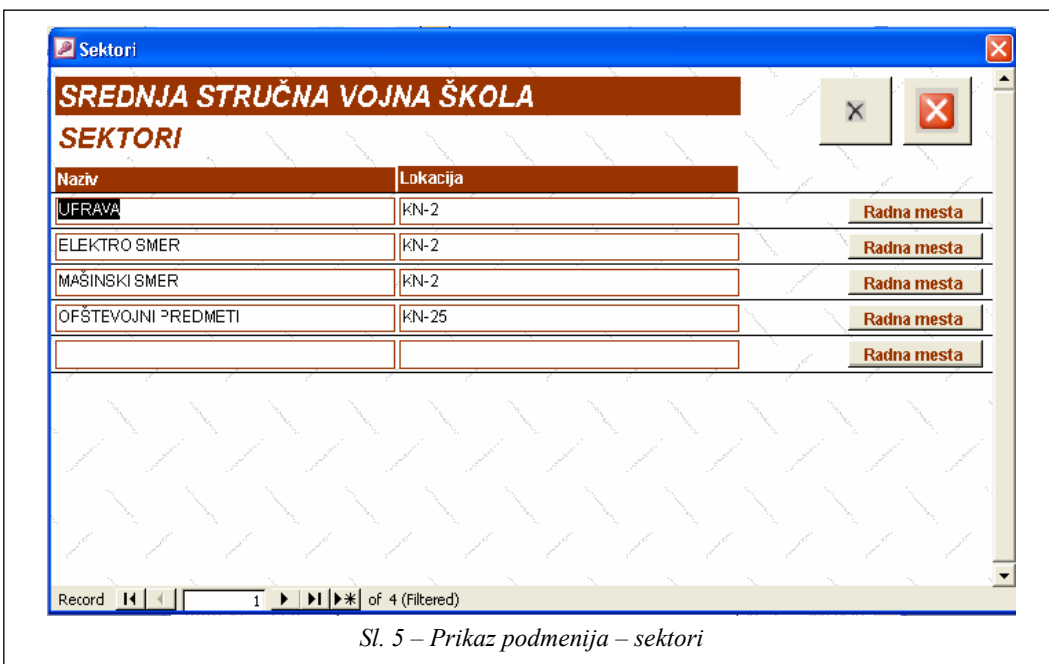 Sektori
SREDNJA STRUČNA VOJNA ŠKOLA
SEKTORI
Naziv Lokacija
UPRAVA KN-2 Radna mesta
ELEKTRO SMER KN-2 Radna mesta
MAŠINSKI SMER KN-2 Radna mesta
OPŠTEVOJNI PREDMETI KN-25 Radna mesta
Radna mesta
Record 1 of 4 (Filtered)
Sl. 5 – Prikaz podmenija – sektori